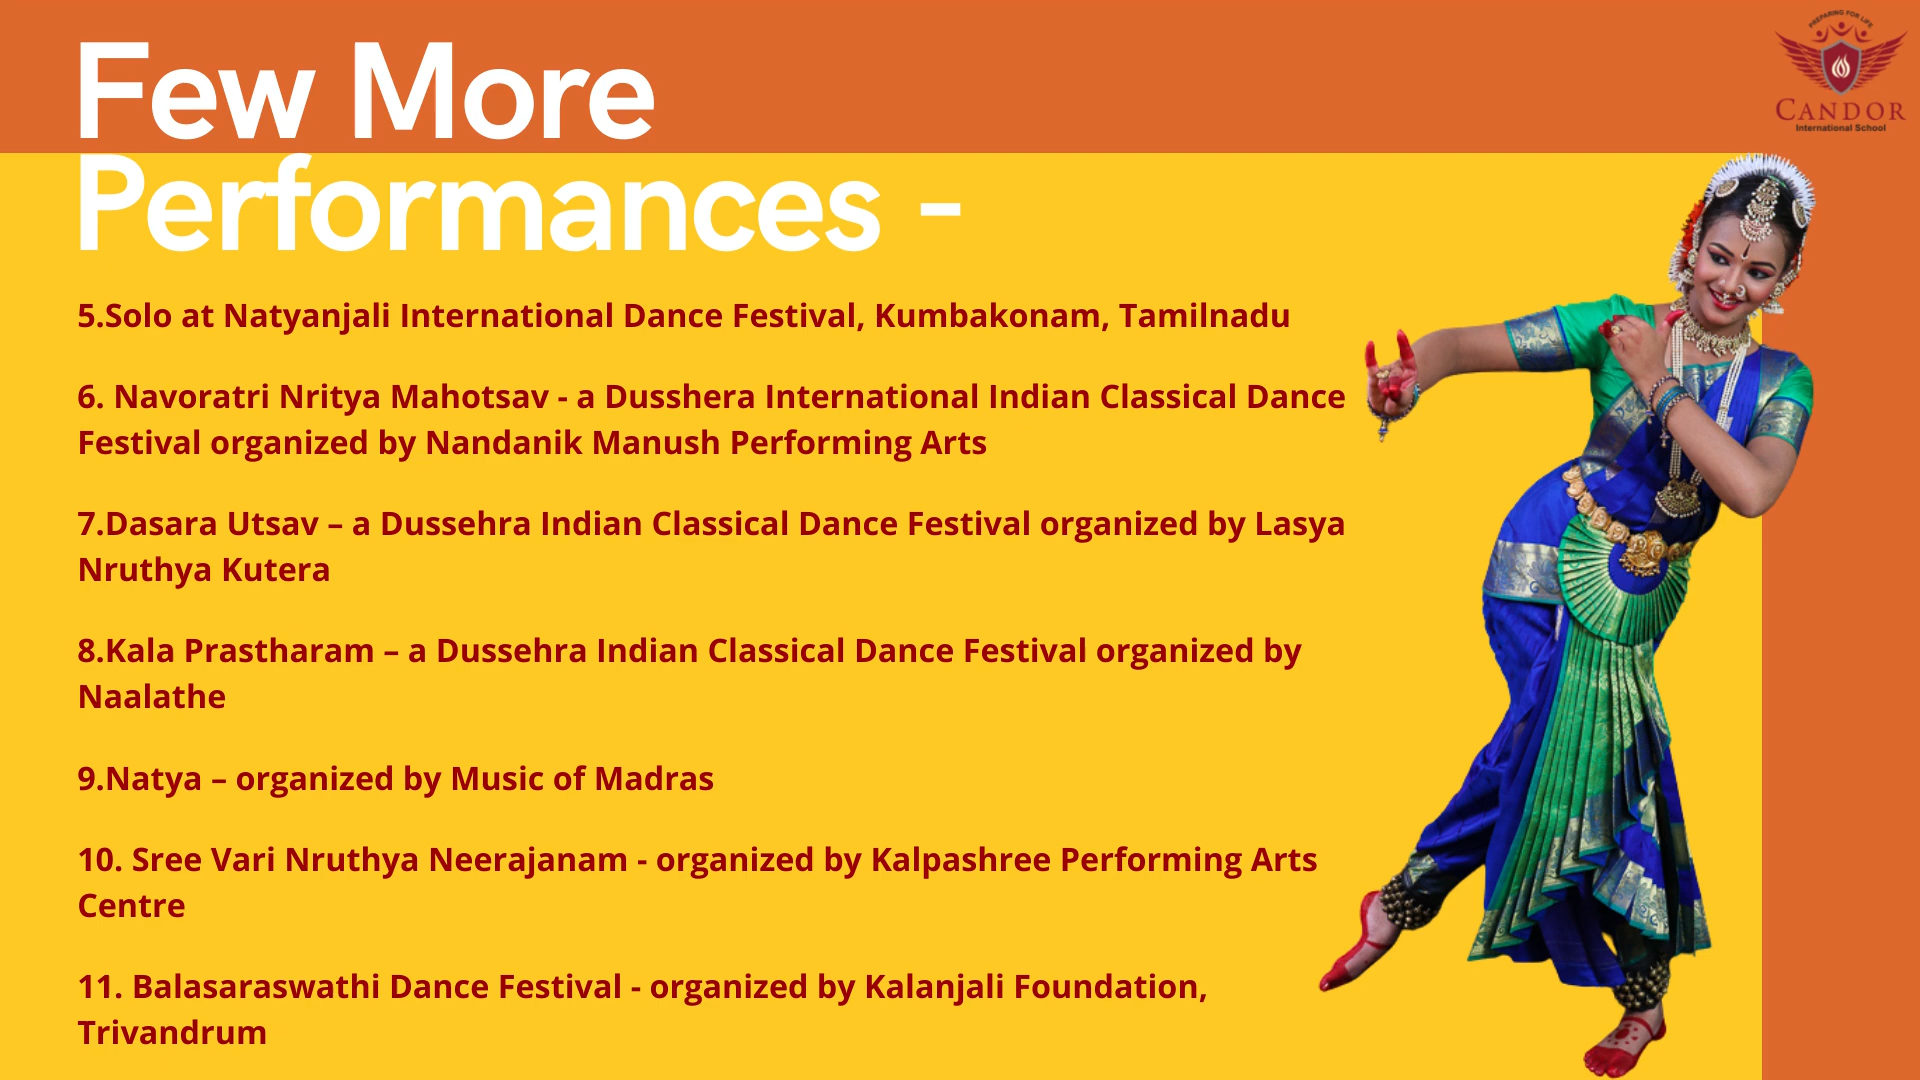 Few More
Performances -
PREPARING FOR LIFE
CANDOR
International School
5.Solo at Natyanjali International Dance Festival, Kumbakonam, Tamilnadu
6. Navoratri Nritya Mahotsav - a Dusshera International Indian Classical Dance
Festival organized by Nandanik Manush Performing Arts
7.Dasara Utsav – a Dussehra Indian Classical Dance Festival organized by Lasya
Nruthya Kutera
8.Kala Prastharam – a Dussehra Indian Classical Dance Festival organized by
Naalathe
9.Natya – organized by Music of Madras
10. Sree Vari Nruthya Neerajanam - organized by Kalpashree Performing Arts
Centre
11. Balasaraswathi Dance Festival - organized by Kalanjali Foundation,
Trivandrum